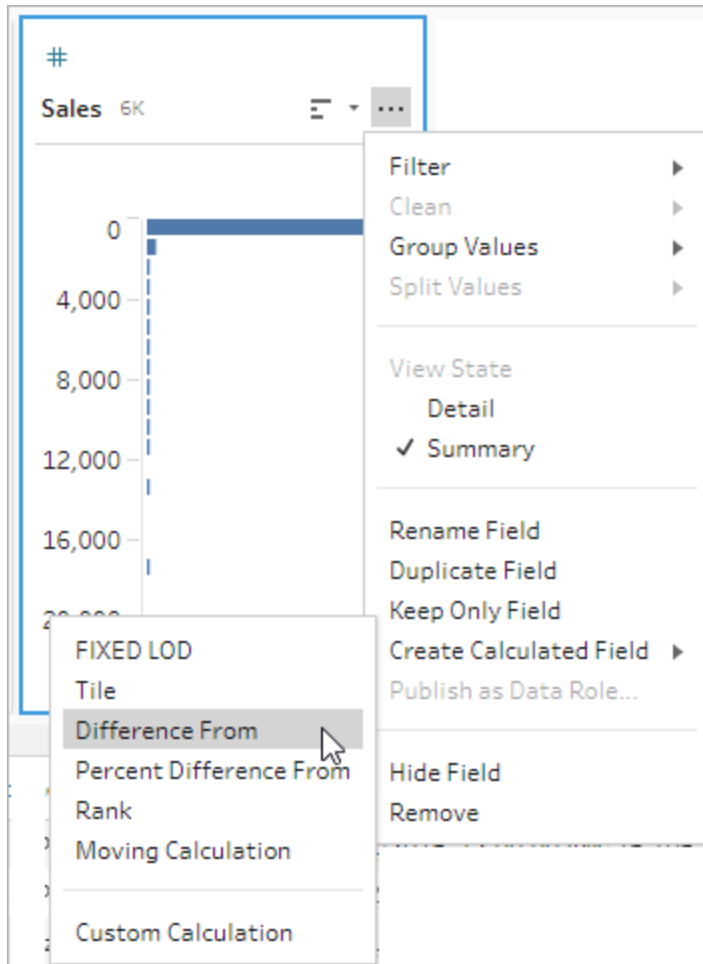 #
Sales 6K
0
4,000
8,000
12,000
16,000
Filter
Clean
Group Values
Split Values
View State
Detail
✓ Summary
Rename Field
Duplicate Field
Keep Only Field
Create Calculated Field
Publish as Data Role...
Hide Field
Remove
FIXED LOD
Tile
Difference From
Percent Difference From
Rank
Moving Calculation
Custom Calculation